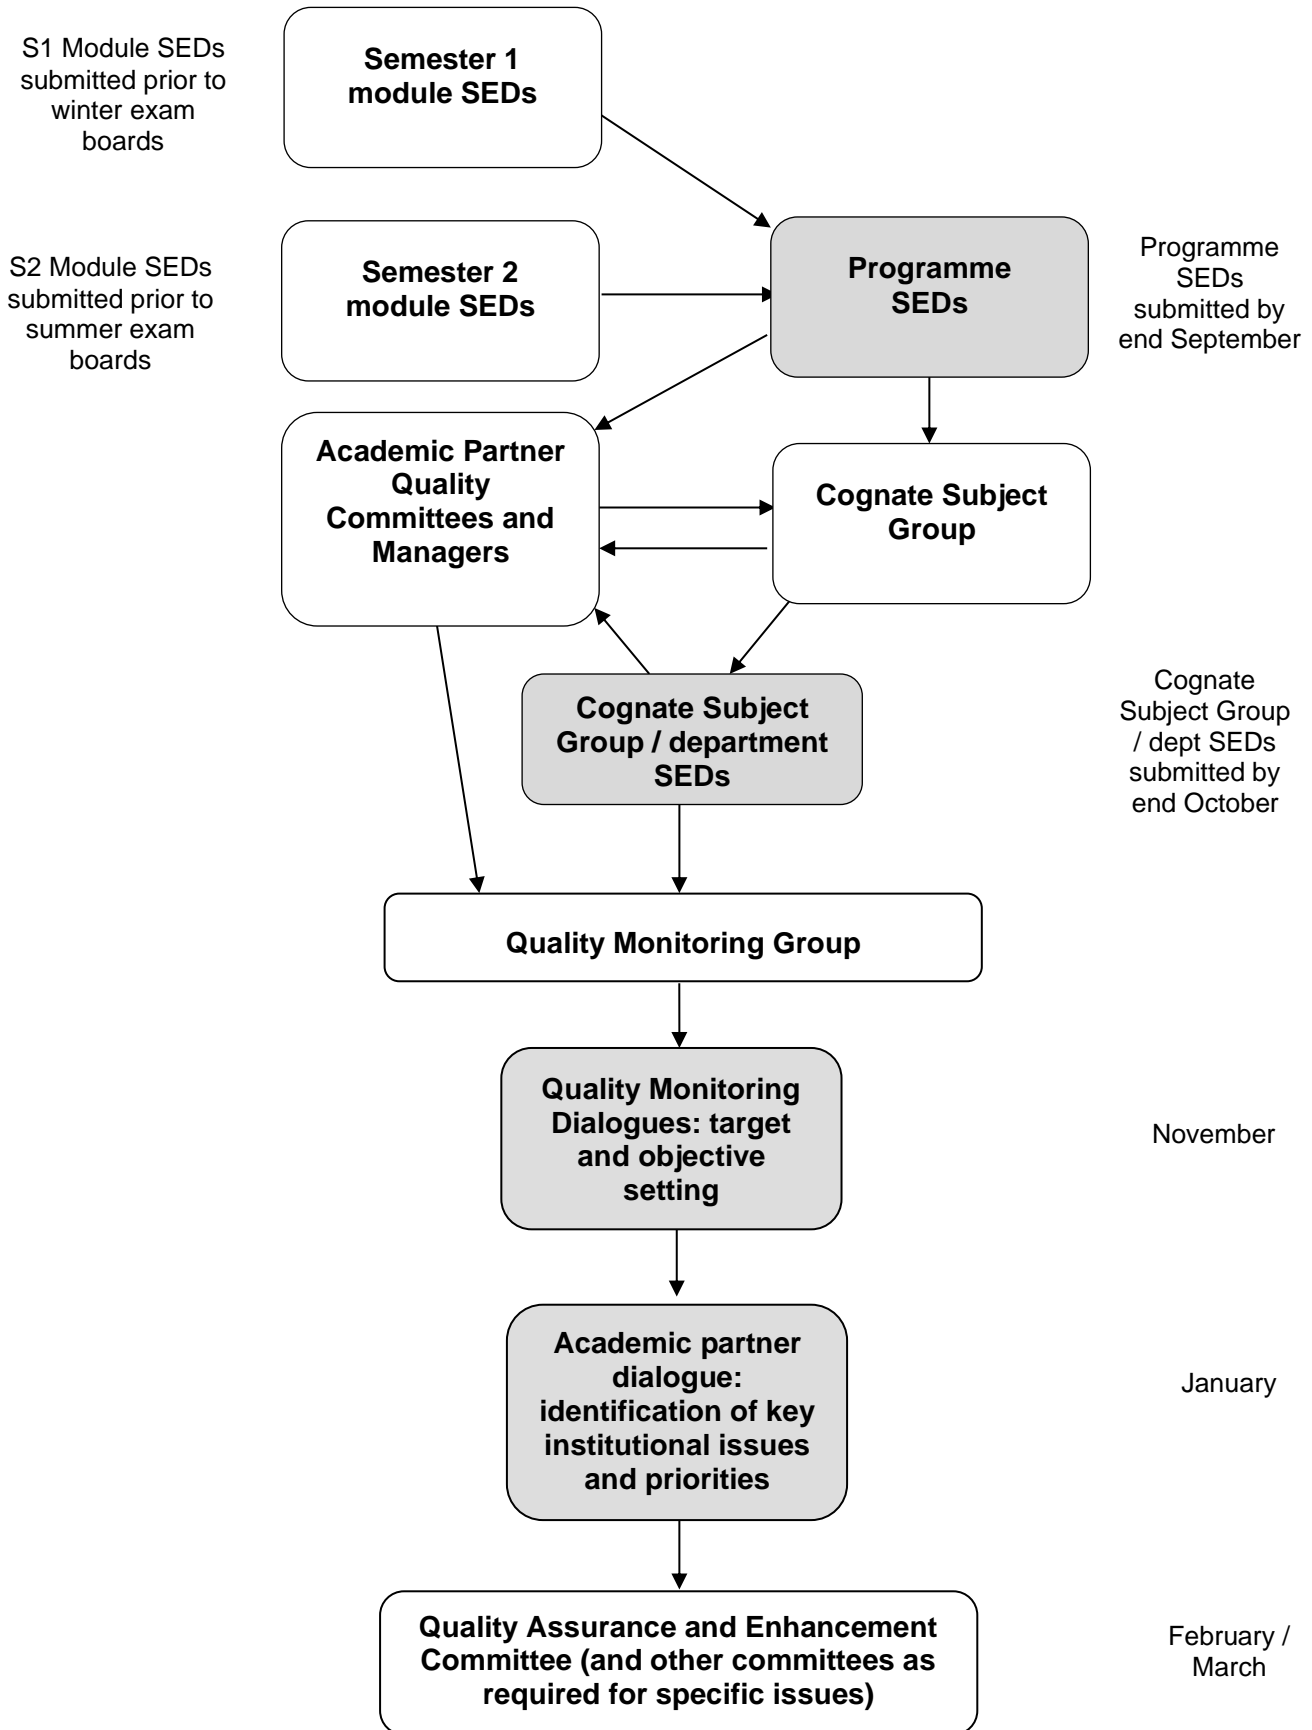 S1 Module SEDs
submitted prior to
winter exam
boards
Semester 1
module SEDs
S2 Module SEDs
submitted prior to
summer exam
boards
Semester 2
module SEDs
Programme
SEDs
Programme
SEDs
submitted by
end September
Academic Partner
Quality
Committees and
Managers
Cognate Subject
Group
Cognate Subject
Group / department
SEDs
Cognate
Subject Group
/ dept SEDs
submitted by
end October
Quality Monitoring Group
Quality Monitoring
Dialogues: target
and objective
setting
November
Academic partner
dialogue:
identification of key
institutional issues
and priorities
January
Quality Assurance and Enhancement
Committee (and other committees as
required for specific issues)
February /
March